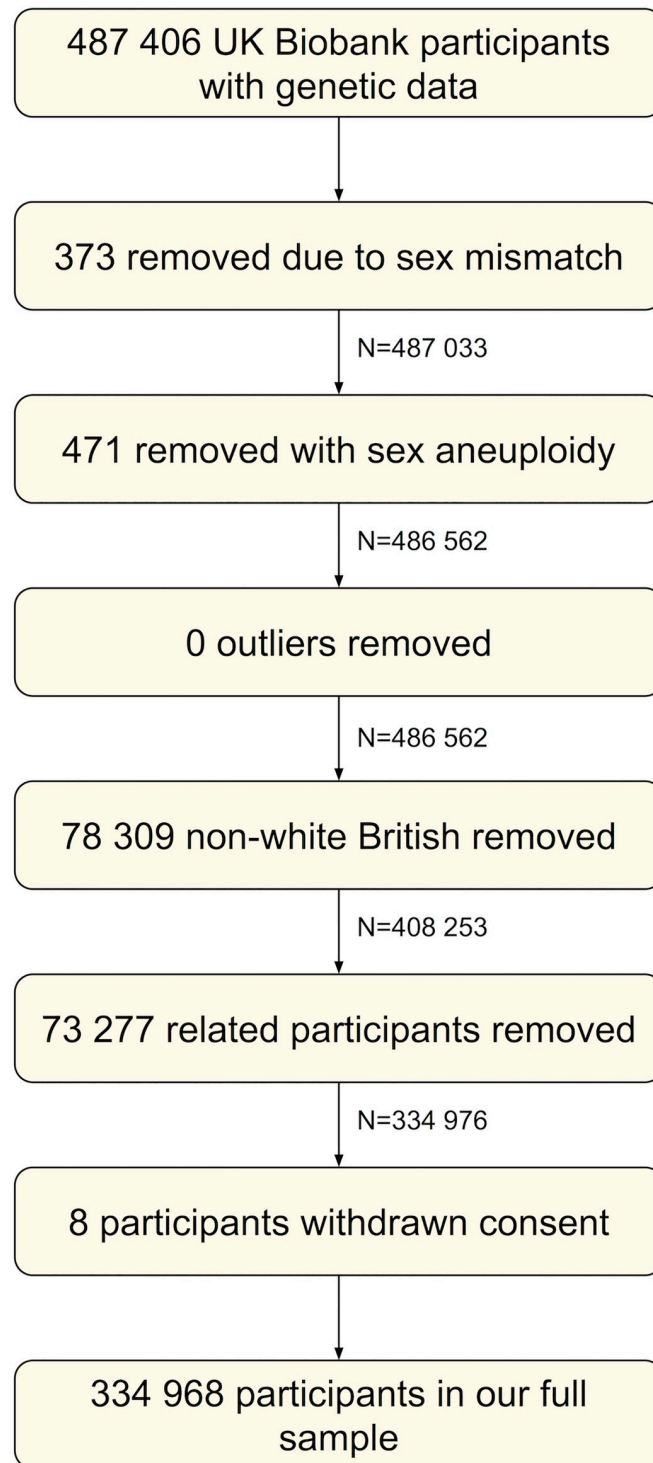 487 406 UK Biobank participants
with genetic data
373 removed due to sex mismatch
N=487 033
471 removed with sex aneuploidy
N=486 562
0 outliers removed
N=486 562
78 309 non-white British removed
N=408 253
73 277 related participants removed
N=334 976
8 participants withdrawn consent
334 968 participants in our full
sample